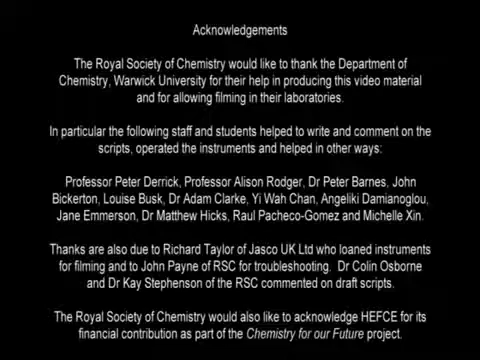 Acknowledgements
The Royal Society of Chemistry would like to thank the Department of
Chemistry, Warwick University for their help in producing this video material
and for allowing filming in their laboratories.
In particular the following staff and students helped to write and comment on the
scripts, operated the instruments and helped in other ways:
Professor Peter Derrick, Professor Alison Rodger, Dr Peter Barnes, John
Bickerton, Louise Busk, Dr Adam Clarke, Yi Wah Chan, Angeliki Damianoglou,
Jane Emmerson, Dr Matthew Hicks, Raul Pacheco-Gomez and Michelle Xin.
Thanks are also due to Richard Taylor of Jasco UK Ltd who loaned instruments
for filming and to John Payne of RSC for troubleshooting. Dr Colin Osborne
and Dr Kay Stephenson of the RSC commented on draft scripts.
The Royal Society of Chemistry would also like to acknowledge HEFCE for its
financial contribution as part of the Chemistry for our Future project.